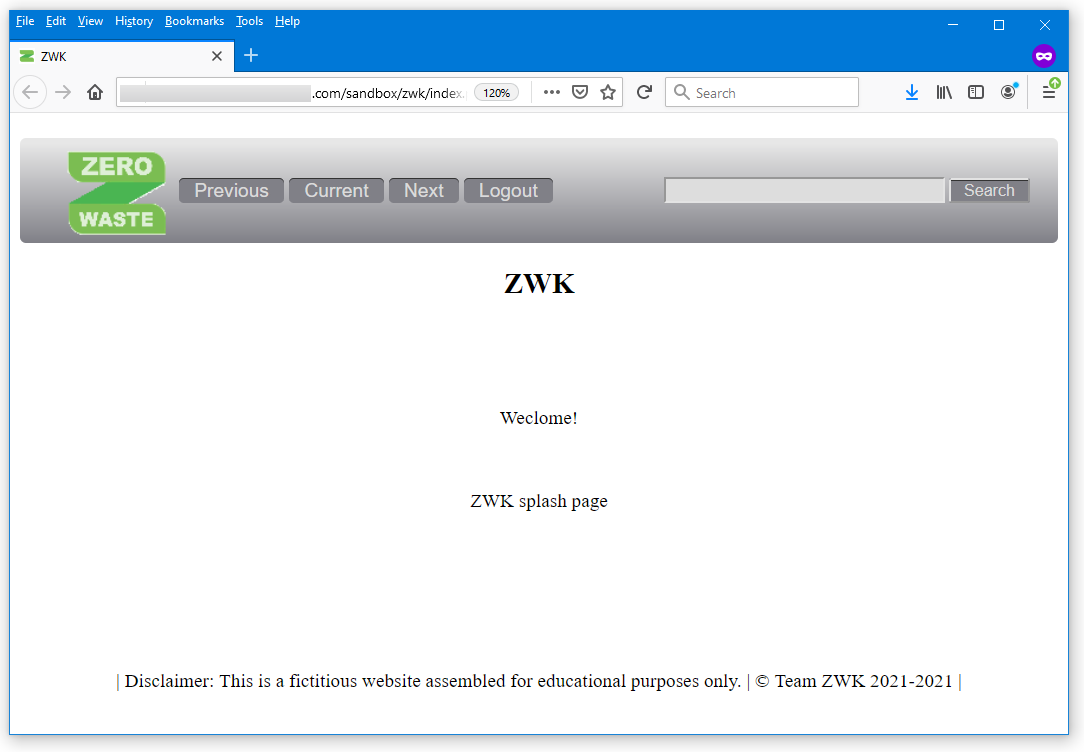 File Edit View History Bookmarks Tools Help
ZWK
.com/sandbox/zwk/index. 120% Search
ZERO
WASTE
Previous Current Next Logout Search
ZWK
Weclome!
ZWK splash page
| Disclaimer: This is a fictitious website assembled for educational purposes only. | © Team ZWK 2021-2021 |